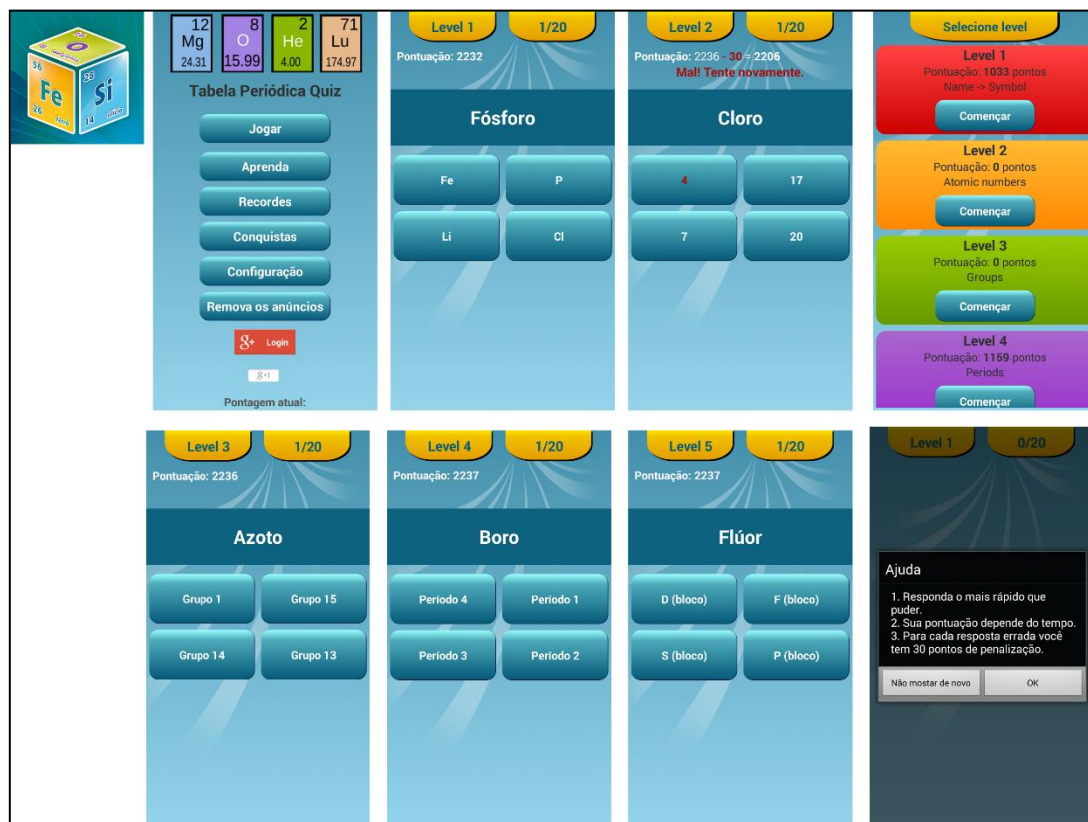 O
56
Fe
26
ferro
28
Si
14
silício
12
Mg
24.31
8
O
15.99
2
He
4.00
71
Lu
174.97
Tabela Periódica Quiz
Jogar
Aprenda
Recordes
Conquistas
Configuração
Remova os anúncios
g+ Login
g+1
Pontagem atual:
Level 1 1/20
Pontuação: 2232
Fósforo
Fe P
Li Cl
Level 2 1/20
Pontuação: 2236 - 30 = 2206
Mal! Tente novamente.
Cloro
4 17
7 20
Selecione level
Level 1
Pontuação: 1033 pontos
Name -> Symbol
Começar
Level 2
Pontuação: 0 pontos
Atomic numbers
Começar
Level 3
Pontuação: 0 pontos
Groups
Começar
Level 4
Pontuação: 1159 pontos
Periods
Começar
Level 3 1/20
Pontuação: 2236
Azoto
Grupo 1 Grupo 15
Grupo 14 Grupo 13
Level 4 1/20
Pontuação: 2237
Boro
Período 4 Período 1
Período 3 Período 2
Level 5 1/20
Pontuação: 2237
Flúor
D (bloco) F (bloco)
S (bloco) P (bloco)
Level 1 0/20
Ajuda
1. Responda o mais rápido que
puder.
2. Sua pontuação depende do tempo.
3. Para cada resposta errada você
tem 30 pontos de penalização.
Não mostar de novo OK